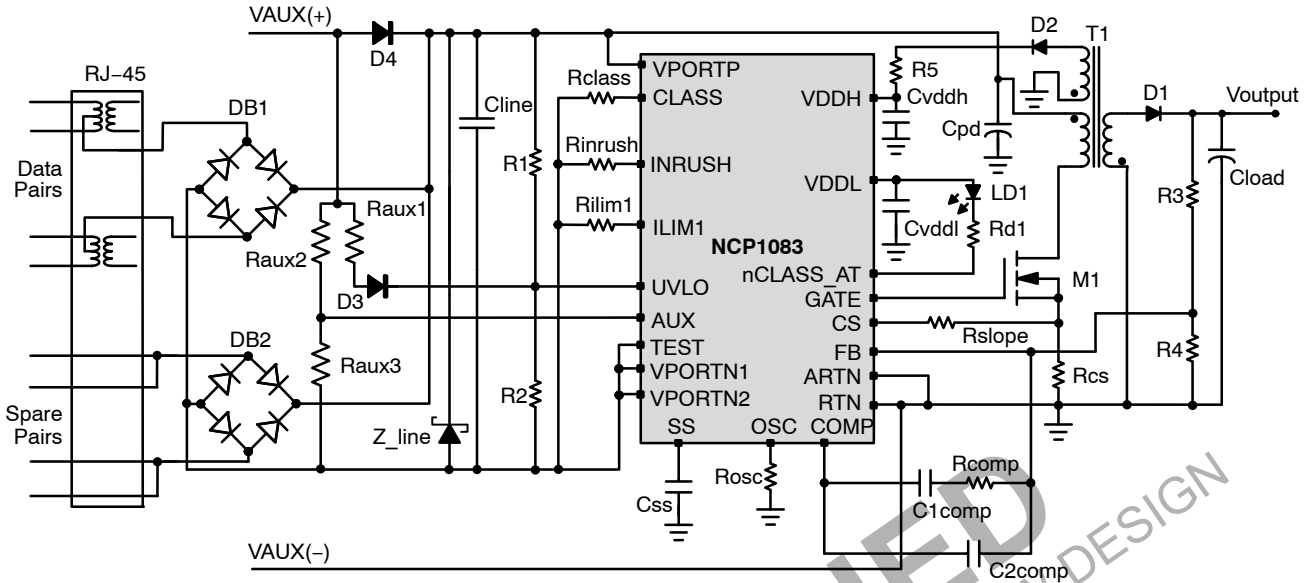 VAUX(+)
D4
RJ−45
DB1
Data
Pairs
Raux1
Raux2
D3
DB2
Raux3
Spare
Pairs
Z_line
VAUX(−)
Cline
R1
R2
Rclass
Rinrush
Rilim1
VPORTP
CLASS
INRUSH
ILIM1
NCP1083
UVLO
AUX
TEST
VPORTN1
VPORTN2
SS
OSC
COMP
VDDH
VDDL
nCLASS_AT
GATE
CS
FB
ARTN
RTN
Css
Rosc
Rcomp
C1comp
C2comp
D2
T1
R5
Cvddh
Cpd
D1
Voutput
LD1
Cvddl
Rd1
Cload
R3
M1
Rslope
R4
Rcs
DESIGN